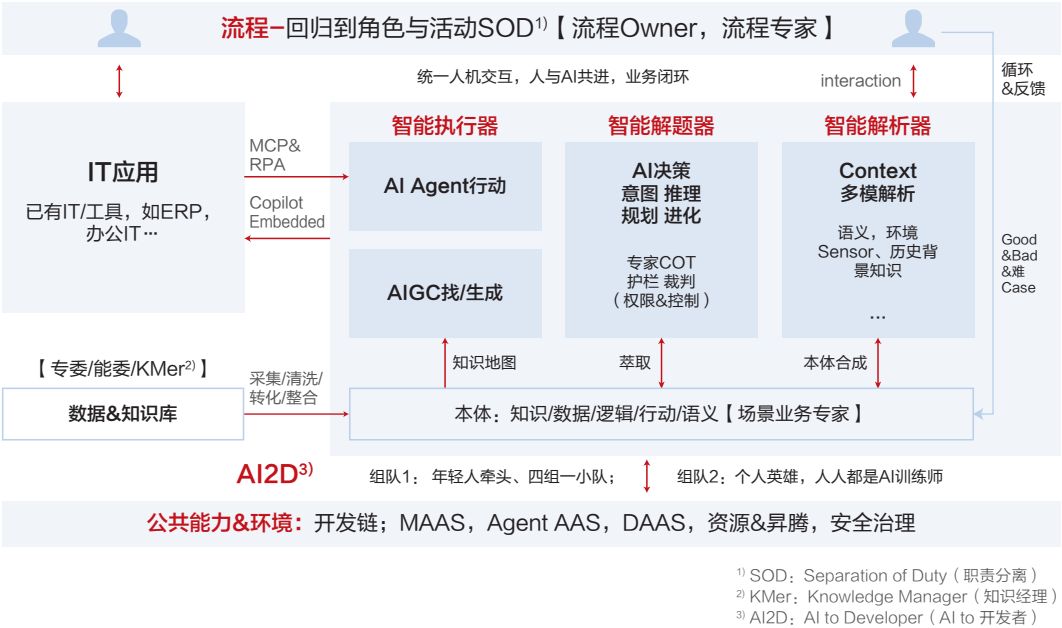 流程–回归到角色与活动SOD1)【 流程Owner，流程专家 】
统一人机交互，人与AI共进，业务闭环
interaction
循环
&反馈
智能执行器
智能解题器
智能解析器
IT应用
已有IT/工具，如ERP，
办公IT…
MCP&
RPA
Copilot
Embedded
AI Agent行动
AIGC找/生成
AI决策
意图 推理
规划 进化
专家COT
护栏 裁判
（权限&控制）
Context
多模解析
语义，环境
Sensor、历史背
景知识
…
Good
&Bad
&难
Case
知识地图
萃取
本体合成
【 专委/能委/KMer2) 】
数据&知识库
采集/清洗/
转化/整合
本体：知识/数据/逻辑/行动/语义【 场景业务专家 】
AI2D3)
组队1： 年轻人牵头、四组一小队；
组队2：个人英雄，人人都是AI训练师
公共能力&环境：开发链；MAAS，Agent AAS，DAAS，资源&昇腾，安全治理
1) SOD：Separation of Duty（职责分离）
2) KMer：Knowledge Manager（知识经理）
3) AI2D：AI to Developer（AI to 开发者）